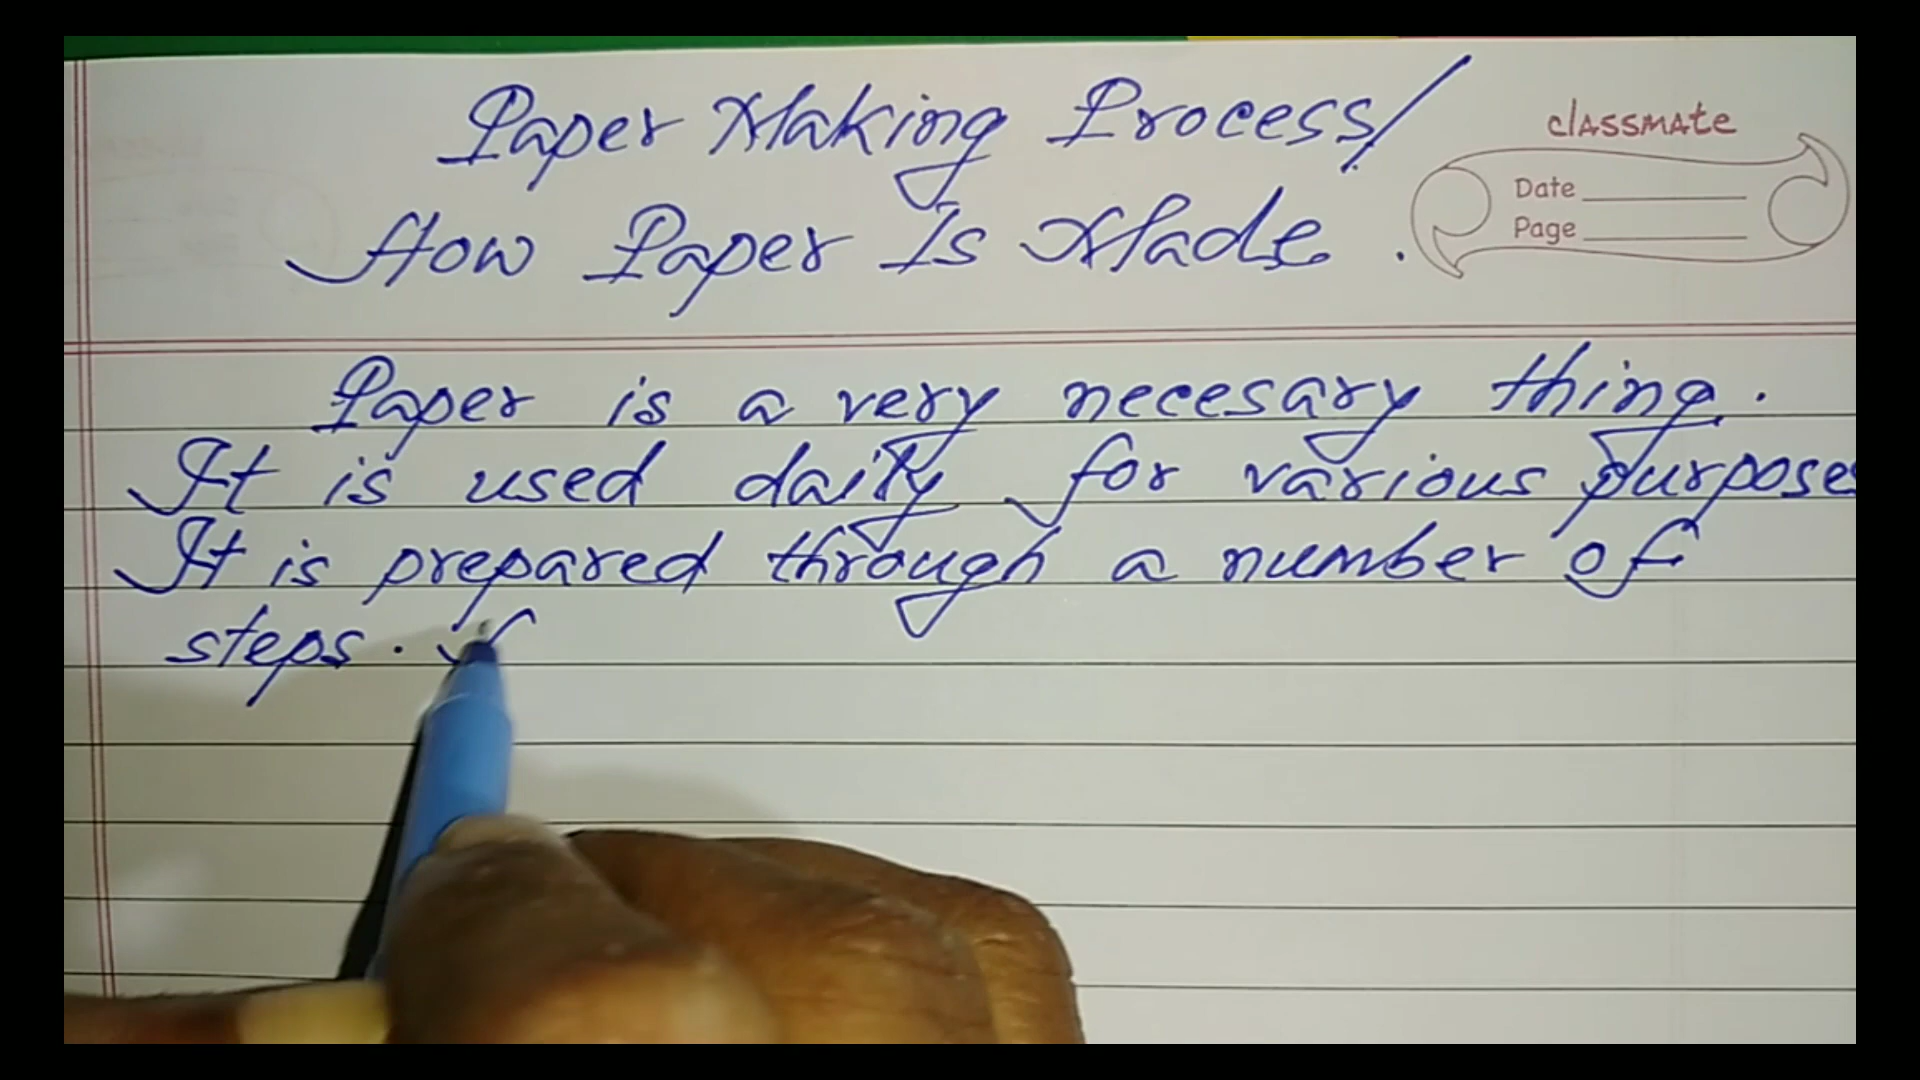 Paper Making Process/
classmate
Date
Page
How Paper Is Made.
Paper is a very necesary thing.
It is used daily for various purposes
It is prepared through a number of
steps.